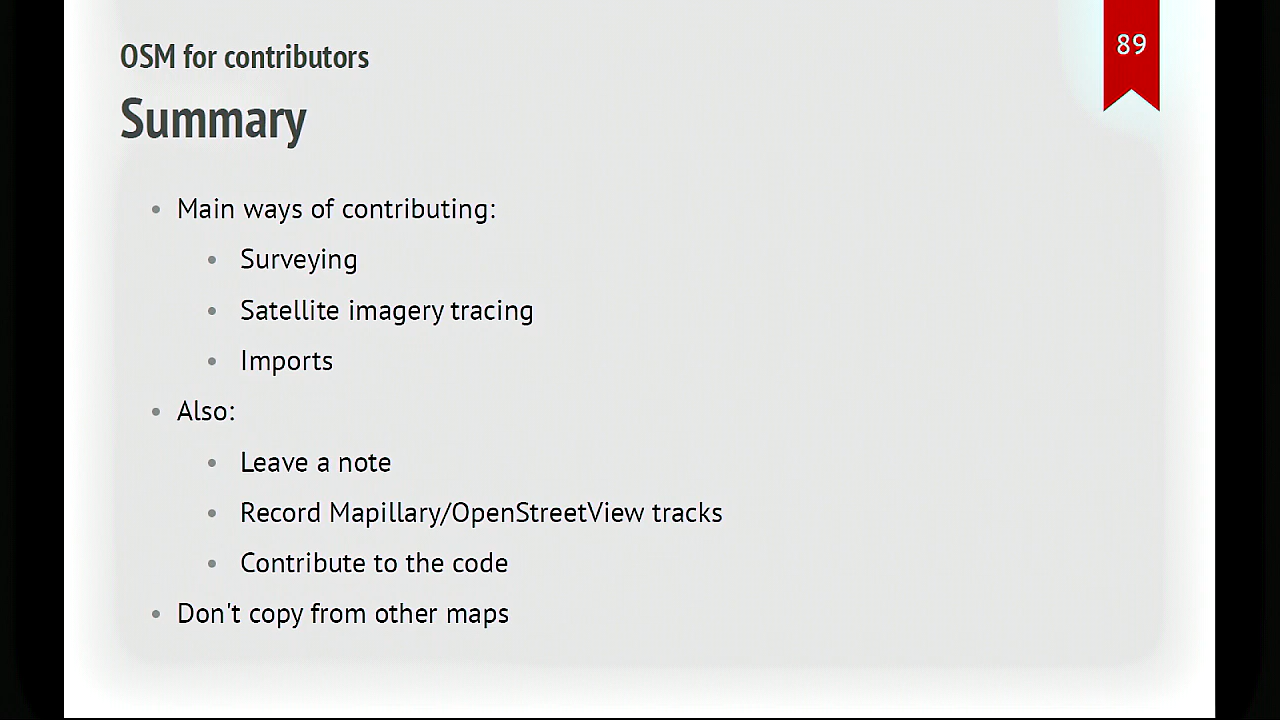 OSM for contributors
89
Summary
• Main ways of contributing:
• Surveying
• Satellite imagery tracing
• Imports
• Also:
• Leave a note
• Record Mapillary/OpenStreetView tracks
• Contribute to the code
• Don't copy from other maps